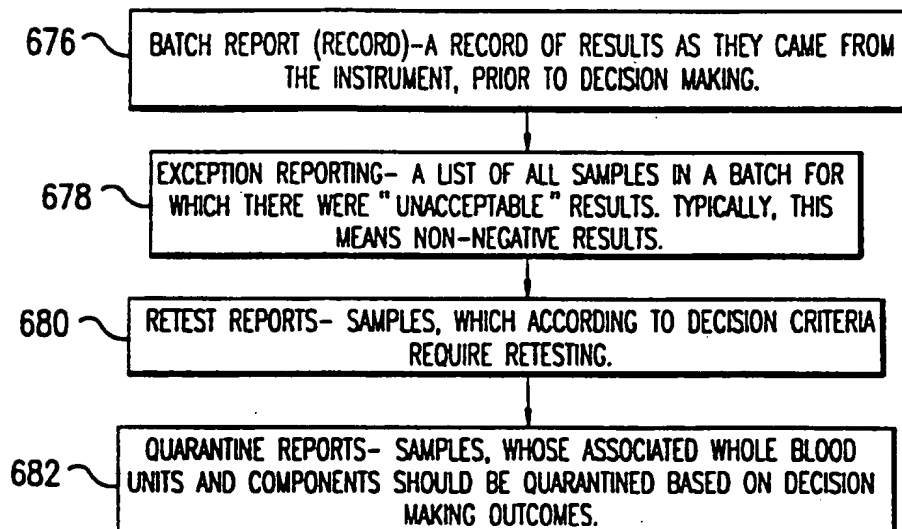 676
BATCH REPORT (RECORD)-A RECORD OF RESULTS AS THEY CAME FROM
THE INSTRUMENT, PRIOR TO DECISION MAKING.
678
EXCEPTION REPORTING- A LIST OF ALL SAMPLES IN A BATCH FOR
WHICH THERE WERE "UNACCEPTABLE" RESULTS. TYPICALLY, THIS
MEANS NON-NEGATIVE RESULTS.
680
RETEST REPORTS- SAMPLES, WHICH ACCORDING TO DECISION CRITERIA
REQUIRE RETESTING.
682
QUARANTINE REPORTS- SAMPLES, WHOSE ASSOCIATED WHOLE BLOOD
UNITS AND COMPONENTS SHOULD BE QUARANTINED BASED ON DECISION
MAKING OUTCOMES.